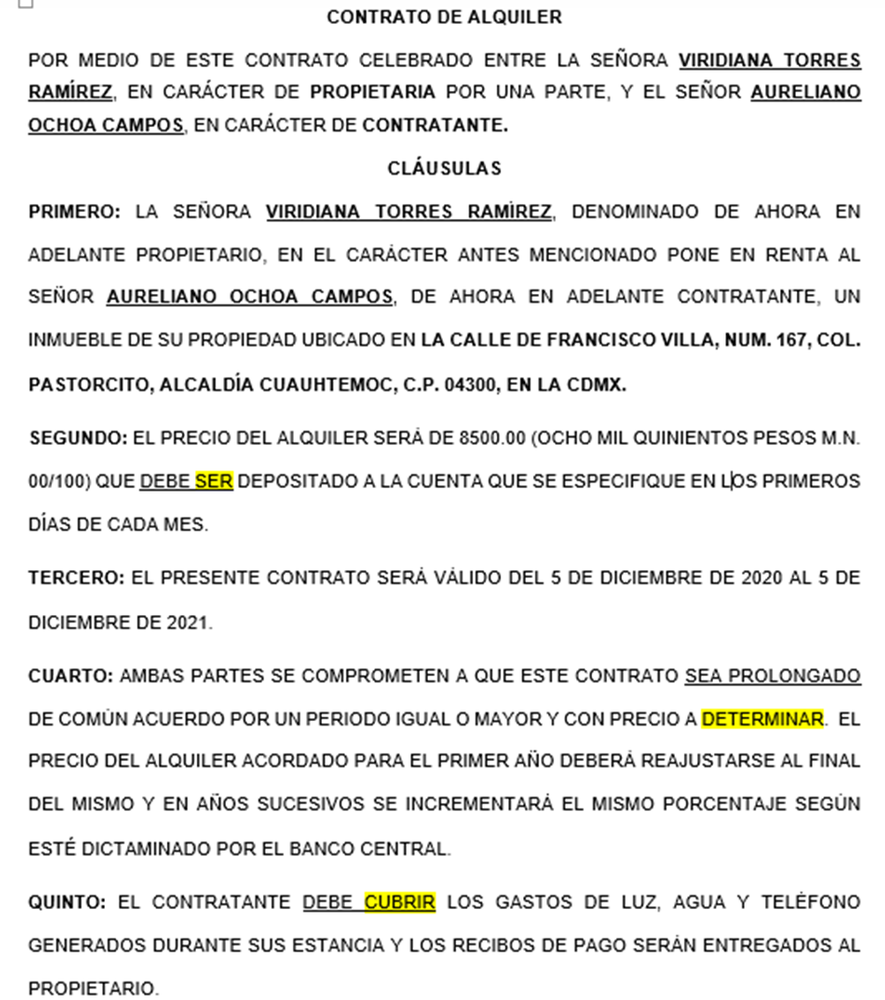 CONTRATO DE ALQUILER
POR MEDIO DE ESTE CONTRATO CELEBRADO ENTRE LA SEÑORA VIRIDIANA TORRES
RAMÍREZ, EN CARÁCTER DE PROPIETARIA POR UNA PARTE, Y EL SEÑOR AURELIANO
OCHOA CAMPOS, EN CARÁCTER DE CONTRATANTE.
CLÁUSULAS
PRIMERO: LA SEÑORA VIRIDIANA TORRES RAMÍREZ, DENOMINADO DE AHORA EN
ADELANTE PROPIETARIO, EN EL CARÁCTER ANTES MENCIONADO PONE EN RENTA AL
SEÑOR AURELIANO OCHOA CAMPOS, DE AHORA EN ADELANTE CONTRATANTE, UN
INMUEBLE DE SU PROPIEDAD UBICADO EN LA CALLE DE FRANCISCO VILLA, NUM. 167, COL.
PASTORCITO, ALCALDÍA CUAUHTEMOC, C.P. 04300, EN LA CDMX.
SEGUNDO: EL PRECIO DEL ALQUILER SERÁ DE 8500.00 (OCHO MIL QUINIENTOS PESOS M.N.
00/100) QUE DEBE SER DEPOSITADO A LA CUENTA QUE SE ESPECIFIQUE EN LOS PRIMEROS
DÍAS DE CADA MES.
TERCERO: EL PRESENTE CONTRATO SERÁ VÁLIDO DEL 5 DE DICIEMBRE DE 2020 AL 5 DE
DICIEMBRE DE 2021.
CUARTO: AMBAS PARTES SE COMPROMETEN A QUE ESTE CONTRATO SEA PROLONGADO
DE COMÚN ACUERDO POR UN PERIODO IGUAL O MAYOR Y CON PRECIO A DETERMINAR. EL
PRECIO DEL ALQUILER ACORDADO PARA EL PRIMER AÑO DEBERÁ REAJUSTARSE AL FINAL
DEL MISMO Y EN AÑOS SUCESIVOS SE INCREMENTARÁ EL MISMO PORCENTAJE SEGÚN
ESTÉ DICTAMINADO POR EL BANCO CENTRAL.
QUINTO: EL CONTRATANTE DEBE CUBRIR LOS GASTOS DE LUZ, AGUA Y TELÉFONO
GENERADOS DURANTE SUS ESTANCIA Y LOS RECIBOS DE PAGO SERÁN ENTREGADOS AL
PROPIETARIO.